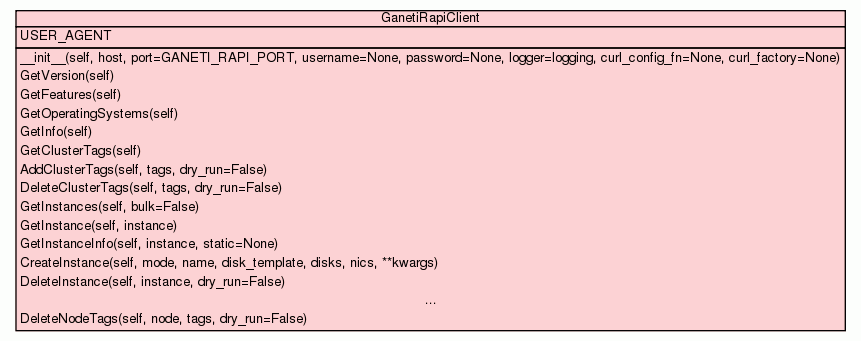 GanetiRapiClient
USER_AGENT
__init__(self, host, port=GANETI_RAPI_PORT, username=None, password=None, logger=logging, curl_config_fn=None, curl_factory=None)
GetVersion(self)
GetFeatures(self)
GetOperatingSystems(self)
GetInfo(self)
GetClusterTags(self)
AddClusterTags(self, tags, dry_run=False)
DeleteClusterTags(self, tags, dry_run=False)
GetInstances(self, bulk=False)
GetInstance(self, instance)
GetInstanceInfo(self, instance, static=None)
CreateInstance(self, mode, name, disk_template, disks, nics, **kwargs)
DeleteInstance(self, instance, dry_run=False)
...
DeleteNodeTags(self, node, tags, dry_run=False)